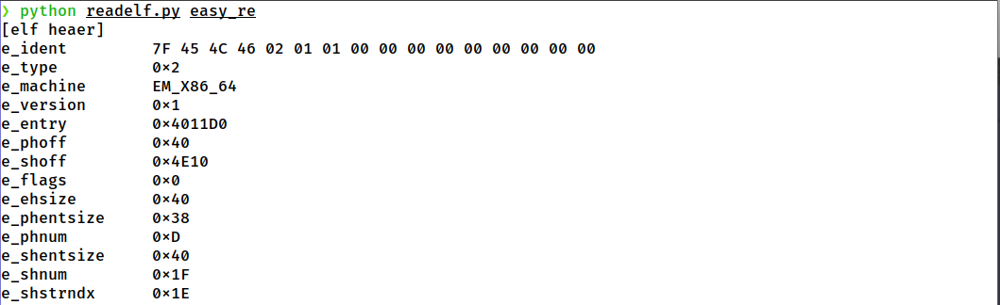 ❯ python readelf.py easy_re
[elf heaer]
e_ident 7F 45 4C 46 02 01 01 00 00 00 00 00 00 00 00 00
e_type 0×2
e_machine EM_X86_64
e_version 0×1
e_entry 0×4011D0
e_phoff 0×40
e_shoff 0×4E10
e_flags 0×0
e_ehsize 0×40
e_phentsize 0×38
e_phnum 0×D
e_shentsize 0×40
e_shnum 0×1F
e_shstrndx 0×1E